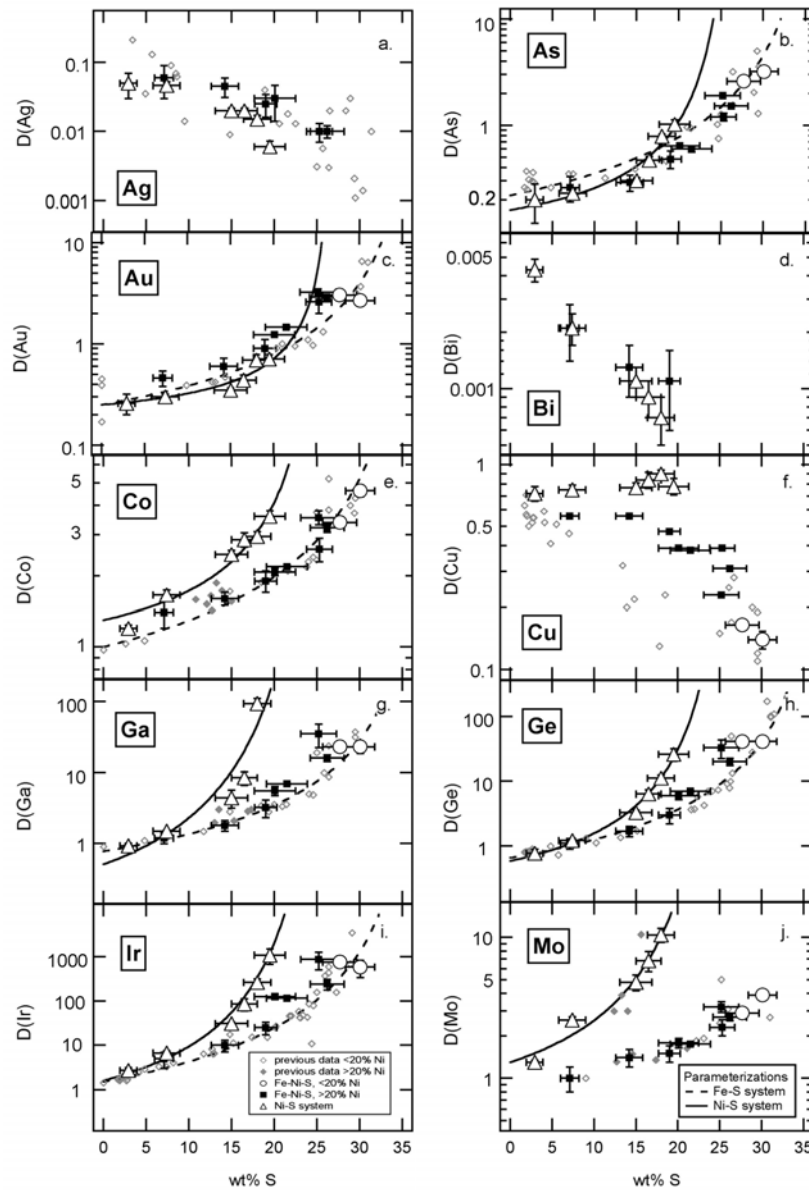 D(Ag)
0.1
0.01
0.001
a.
Ag
D(As)
1
0.2
b.
As
D(Au)
10
1
0.1
c.
Au
D(Bi)
0.005
0.001
d.
Bi
D(Co)
5
3
1
e.
Co
D(Cu)
1
0.5
0.1
f.
Cu
D(Ga)
100
10
1
g.
Ga
D(Ge)
100
10
1
h.
Ge
D(Ir)
1000
100
10
1
i.
Ir
previous data <20% Ni
previous data >20% Ni
Fe-Ni-S, <20% Ni
Fe-Ni-S, >20% Ni
Ni-S system
0 5 10 15 20 25 30 35
wt% S
D(Mo)
10
5
1
j.
Mo
Parameterizations
Fe-S system
Ni-S system
0 5 10 15 20 25 30 35
wt% S